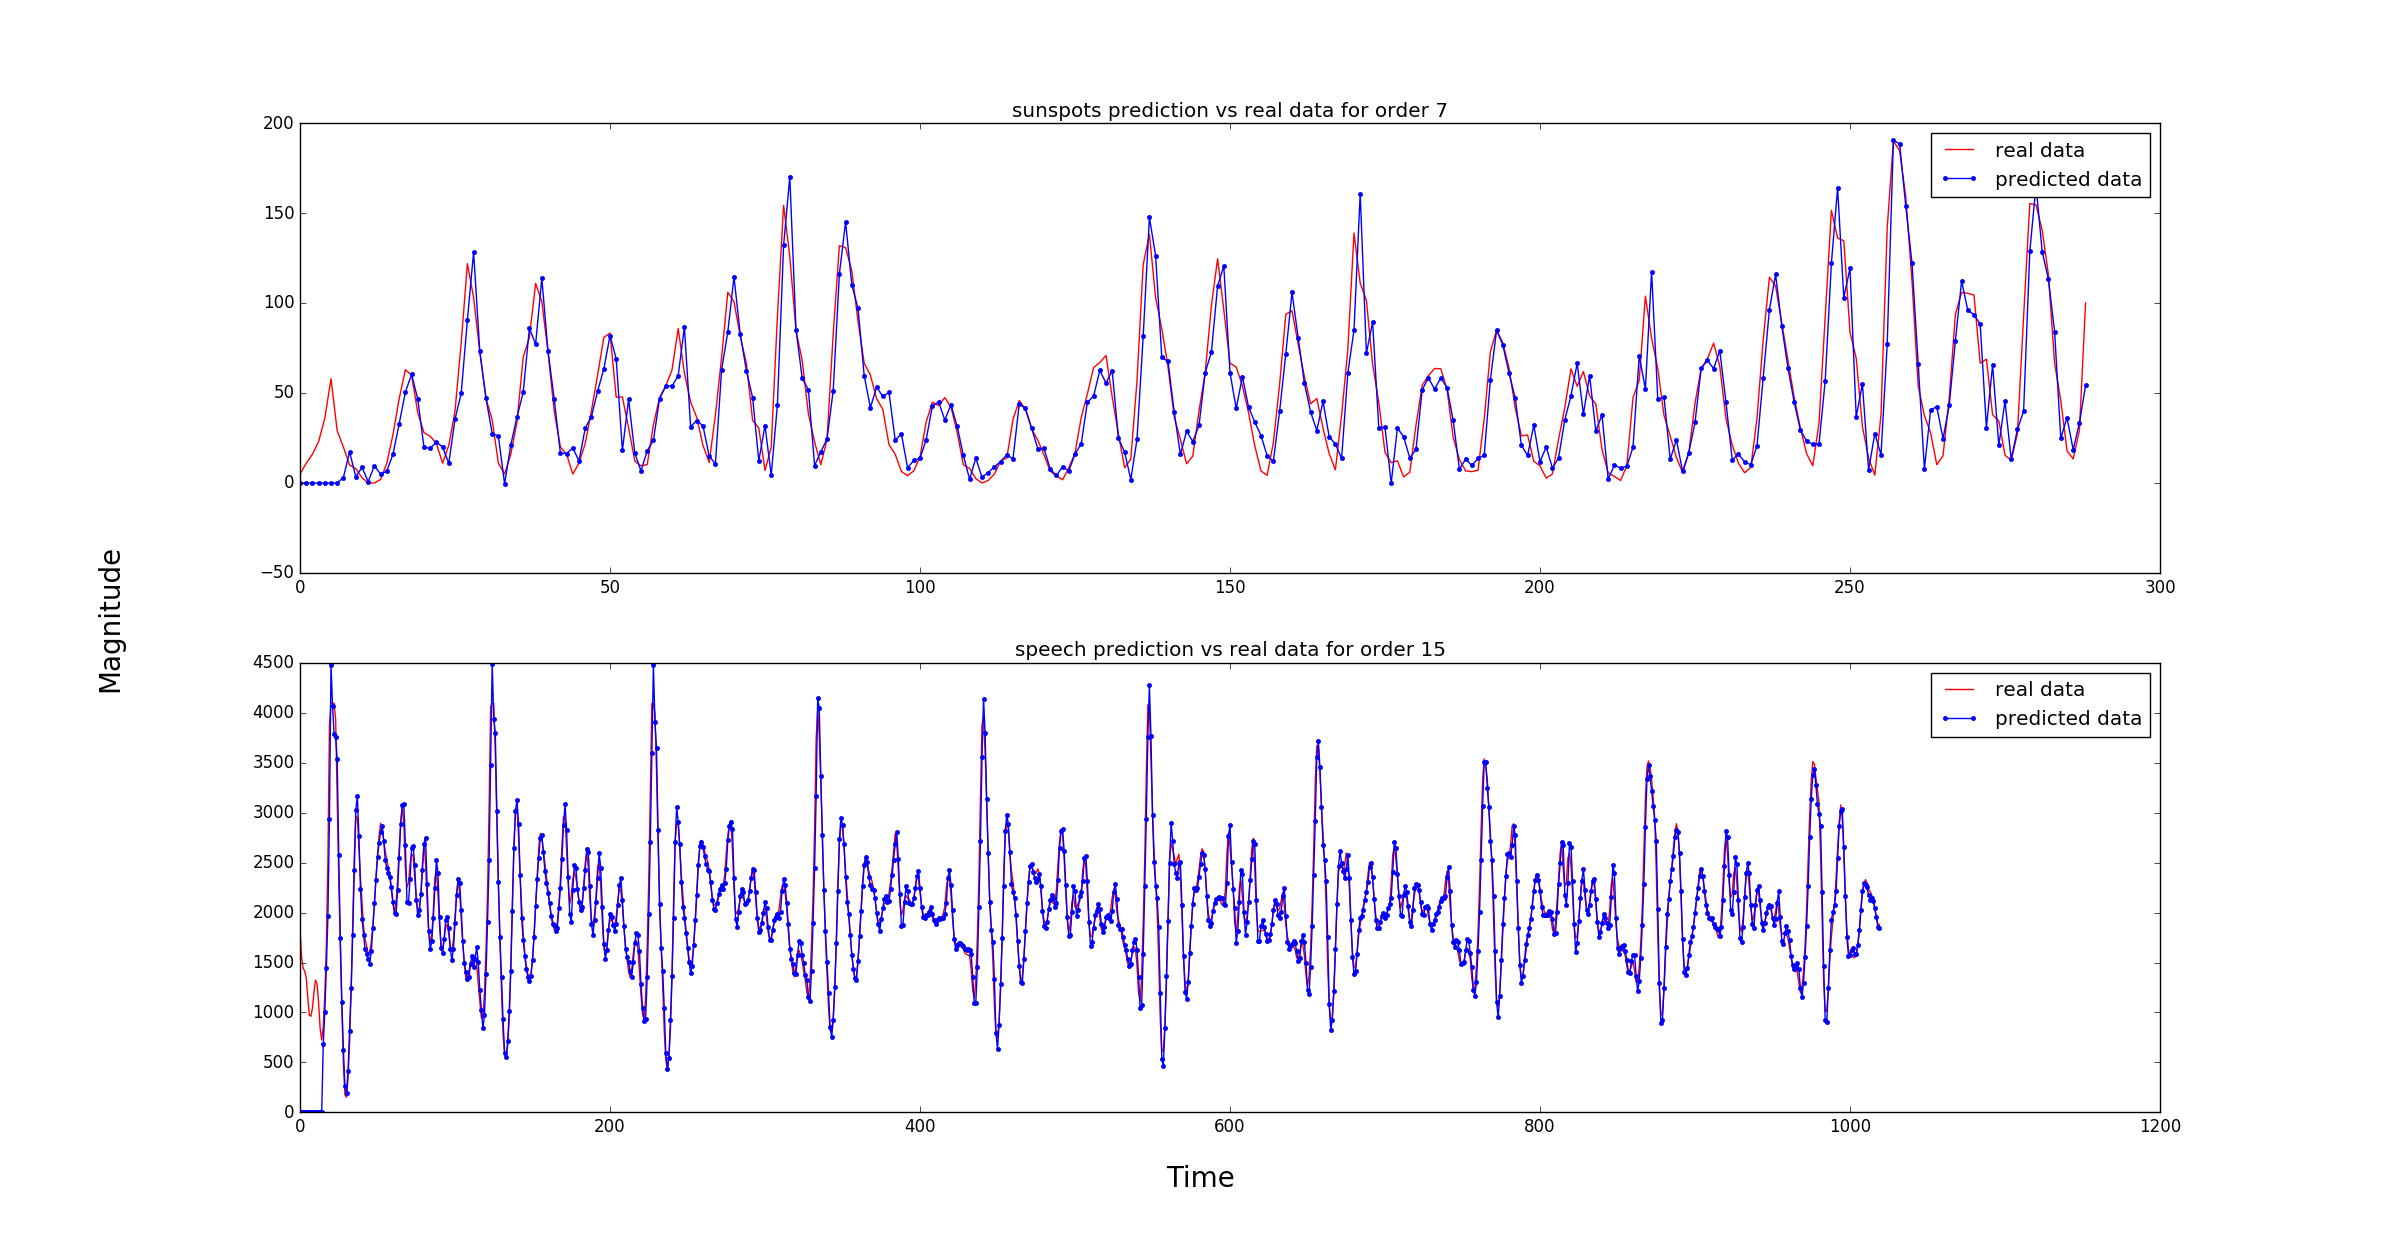 sunspots prediction vs real data for order 7
200
150
100
50
0
−50
real data
predicted data
0 50 100 150 200 250 300
Magnitude
speech prediction vs real data for order 15
4500
4000
3500
3000
2500
2000
1500
1000
500
0
real data
predicted data
0 200 400 600 800 1000 1200
Time